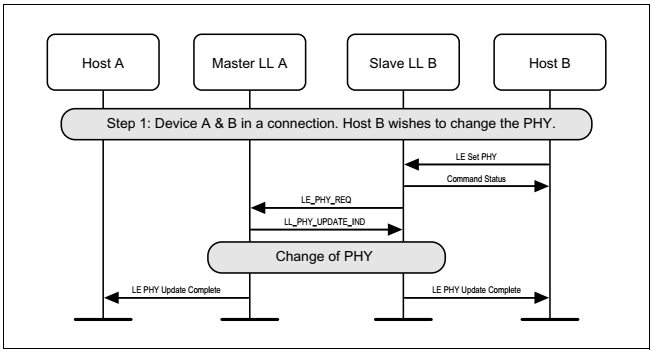 Host A
Master LL A
Slave LL B
Host B
Step 1: Device A & B in a connection. Host B wishes to change the PHY.
LE Set PHY
Command Status
LE_PHY_REQ
LL_PHY_UPDATE_IND
Change of PHY
LE PHY Update Complete
LE PHY Update Complete